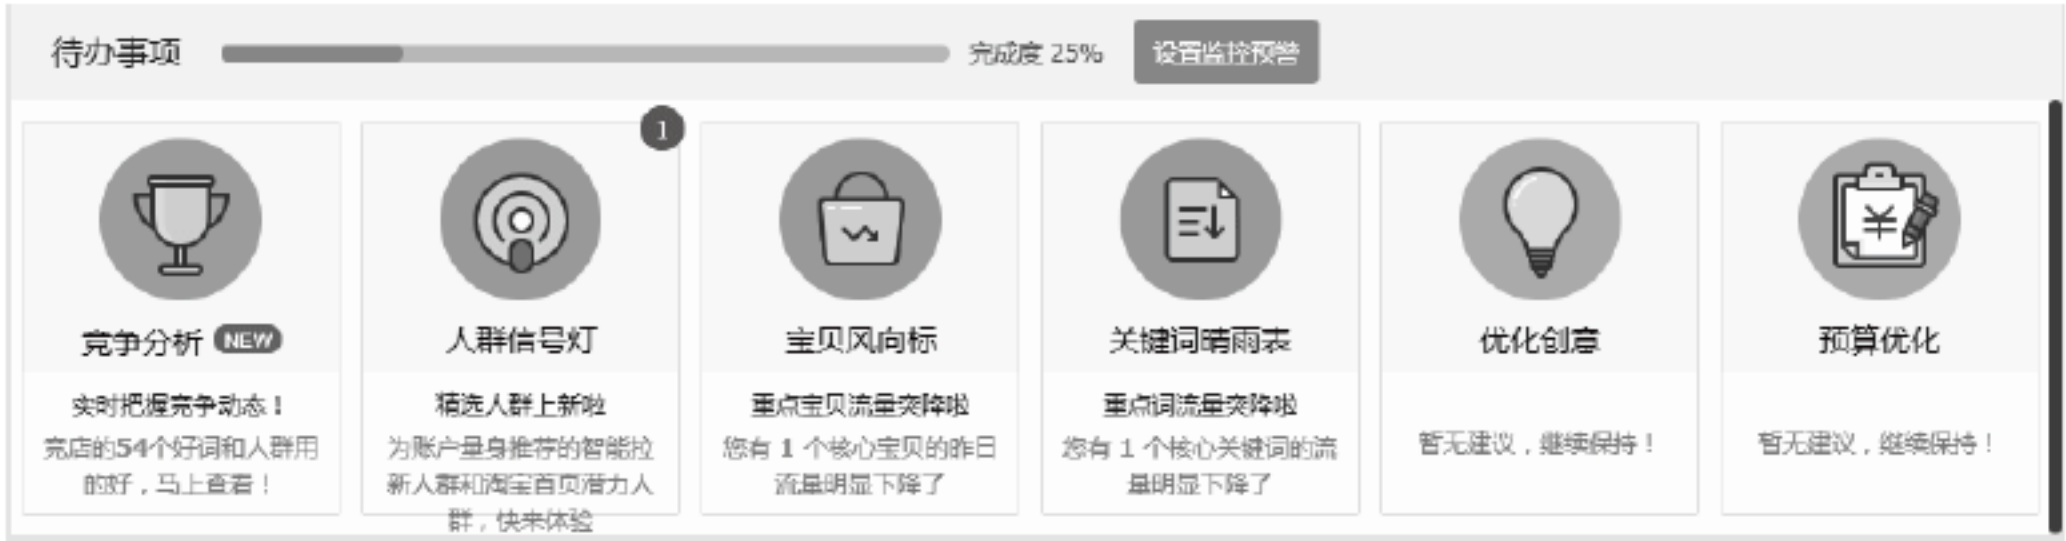 待办事项
完成度 25%
设置监控预警
1
竞争分析 NEW
实时把握竞争动态！
竞店的54个好词和人群用
的好，马上查看！
人群信号灯
精选人群上新啦
为账户量身推荐的智能拉
新人群和淘宝首页潜力人
群，快来体验
宝贝风向标
重点宝贝流量突降啦
您有 1 个核心宝贝的昨日
流量明显下降了
关键词晴雨表
重点词流量突降啦
您有 1 个核心关键词的流
量明显下降了
优化创意
暂无建议，继续保持！
预算优化
暂无建议，继续保持！